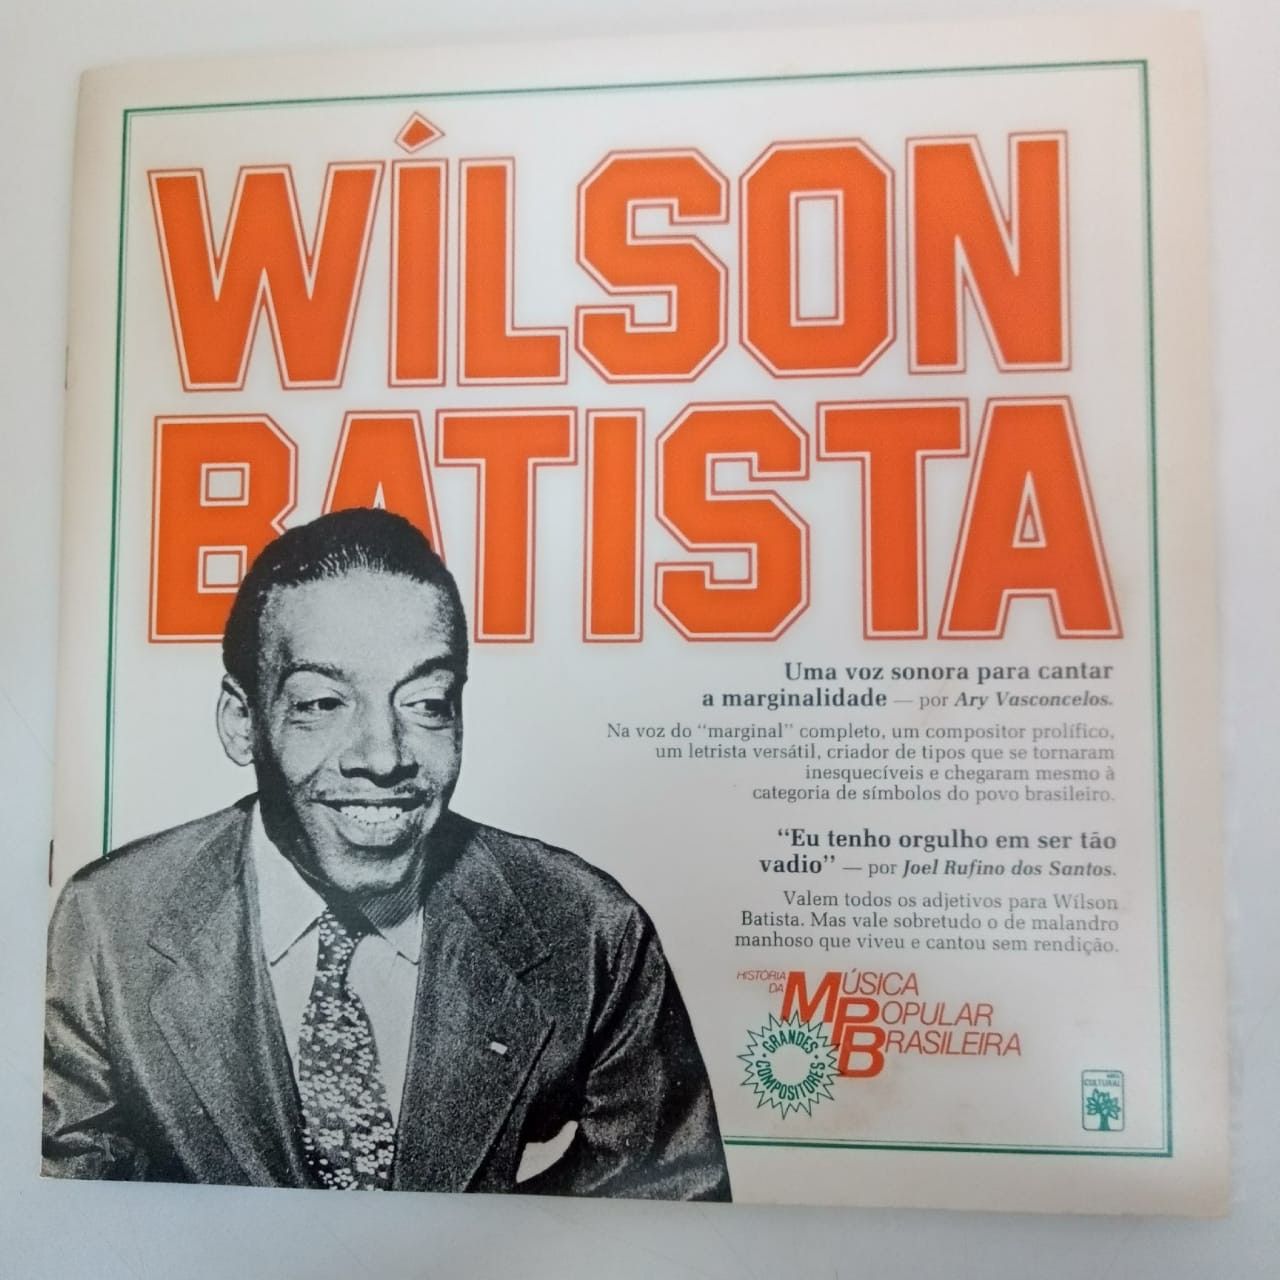 WÍLSON
BATISTA
Uma voz sonora para cantar
a marginalidade — por Ary Vasconcelos.
Na voz do “marginal” completo, um compositor prolífico,
um letrista versátil, criador de tipos que se tornaram
inesquecíveis e chegaram mesmo à
categoria de símbolos do povo brasileiro.
“Eu tenho orgulho em ser tão
vadio” — por Joel Rufino dos Santos.
Valem todos os adjetivos para Wílson
Batista. Mas vale sobretudo o de malandro
manhoso que viveu e cantou sem rendição.
HISTÓRIA
DA
MÚSICA
POPULAR
BRASILEIRA
GRANDES
COMPOSITORES
ABRIL
CULTURAL